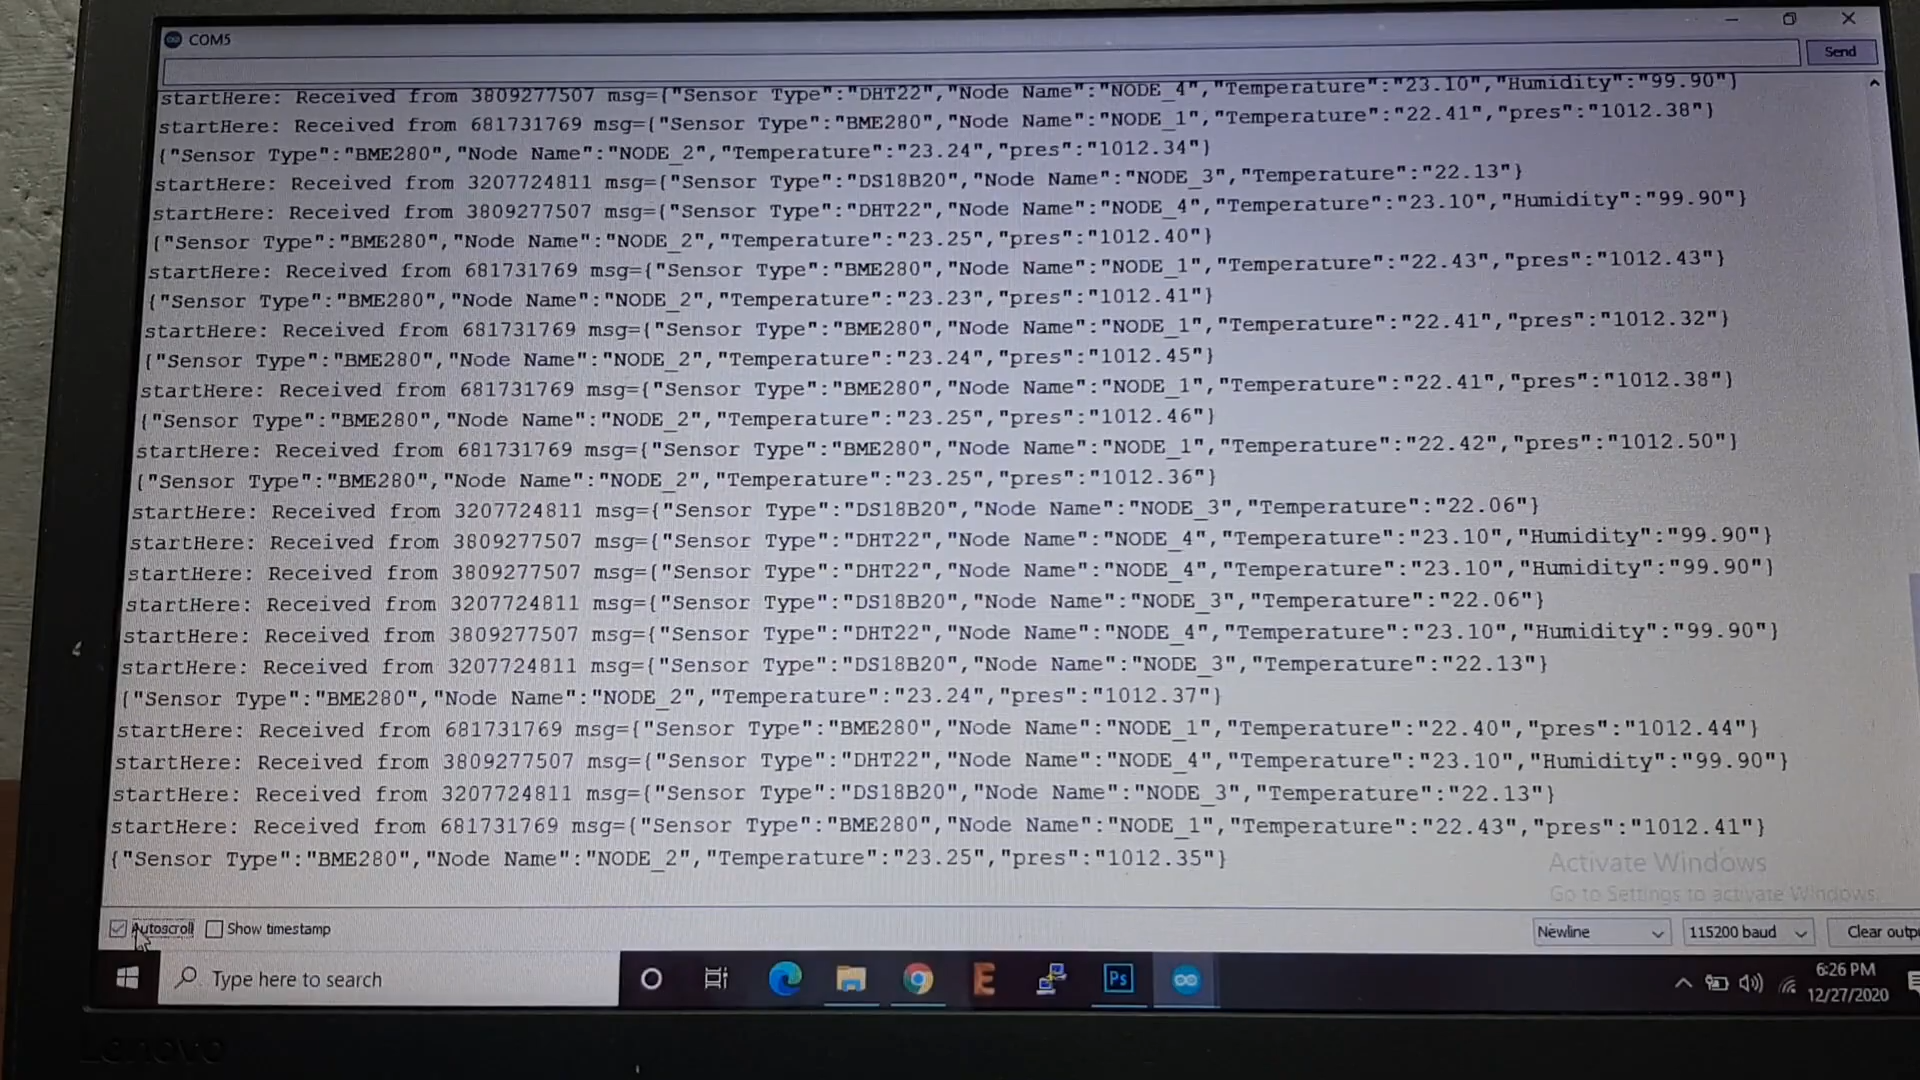 COM5
Send
startHere: Received from 3809277507 msg={"Sensor Type":"DHT22","Node Name":"NODE_4","Temperature":"23.10","Humidity":"99.90"}
startHere: Received from 681731769 msg={"Sensor Type":"BME280","Node Name":"NODE_1","Temperature":"22.41","pres":"1012.38"}
{"Sensor Type":"BME280","Node Name":"NODE_2","Temperature":"23.24","pres":"1012.34"}
startHere: Received from 3207724811 msg={"Sensor Type":"DS18B20","Node Name":"NODE_3","Temperature":"22.13"}
startHere: Received from 3809277507 msg={"Sensor Type":"DHT22","Node Name":"NODE_4","Temperature":"23.10","Humidity":"99.90"}
{"Sensor Type":"BME280","Node Name":"NODE_2","Temperature":"23.25","pres":"1012.40"}
startHere: Received from 681731769 msg={"Sensor Type":"BME280","Node Name":"NODE_1","Temperature":"22.43","pres":"1012.43"}
{"Sensor Type":"BME280","Node Name":"NODE_2","Temperature":"23.23","pres":"1012.41"}
startHere: Received from 681731769 msg={"Sensor Type":"BME280","Node Name":"NODE_1","Temperature":"22.41","pres":"1012.32"}
{"Sensor Type":"BME280","Node Name":"NODE_2","Temperature":"23.24","pres":"1012.45"}
startHere: Received from 681731769 msg={"Sensor Type":"BME280","Node Name":"NODE_1","Temperature":"22.41","pres":"1012.38"}
{"Sensor Type":"BME280","Node Name":"NODE_2","Temperature":"23.25","pres":"1012.46"}
startHere: Received from 681731769 msg={"Sensor Type":"BME280","Node Name":"NODE_1","Temperature":"22.42","pres":"1012.50"}
{"Sensor Type":"BME280","Node Name":"NODE_2","Temperature":"23.25","pres":"1012.36"}
startHere: Received from 3207724811 msg={"Sensor Type":"DS18B20","Node Name":"NODE_3","Temperature":"22.06"}
startHere: Received from 3809277507 msg={"Sensor Type":"DHT22","Node Name":"NODE_4","Temperature":"23.10","Humidity":"99.90"}
startHere: Received from 3809277507 msg={"Sensor Type":"DHT22","Node Name":"NODE_4","Temperature":"23.10","Humidity":"99.90"}
startHere: Received from 3207724811 msg={"Sensor Type":"DS18B20","Node Name":"NODE_3","Temperature":"22.06"}
startHere: Received from 3809277507 msg={"Sensor Type":"DHT22","Node Name":"NODE_4","Temperature":"23.10","Humidity":"99.90"}
startHere: Received from 3207724811 msg={"Sensor Type":"DS18B20","Node Name":"NODE_3","Temperature":"22.13"}
{"Sensor Type":"BME280","Node Name":"NODE_2","Temperature":"23.24","pres":"1012.37"}
startHere: Received from 681731769 msg={"Sensor Type":"BME280","Node Name":"NODE_1","Temperature":"22.40","pres":"1012.44"}
startHere: Received from 3809277507 msg={"Sensor Type":"DHT22","Node Name":"NODE_4","Temperature":"23.10","Humidity":"99.90"}
startHere: Received from 3207724811 msg={"Sensor Type":"DS18B20","Node Name":"NODE_3","Temperature":"22.13"}
startHere: Received from 681731769 msg={"Sensor Type":"BME280","Node Name":"NODE_1","Temperature":"22.43","pres":"1012.41"}
{"Sensor Type":"BME280","Node Name":"NODE_2","Temperature":"23.25","pres":"1012.35"}
Activate Windows
Go to Settings to activate Windows.
Autoscroll Show timestamp Newline 115200 baud Clear outp
Type here to search Ps 6:26 PM
12/27/2020
Lenovo